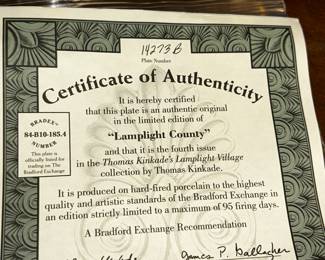 14273B
Plate Number
Certificate of Authenticity
BRADEX®
84-B10-185.4
NUMBER
This plate is
officially listed for
trading on The
Bradford Exchange
It is hereby certified
that this plate is an authentic original
in the limited edition of
"Lamplight County"
and that it is the fourth issue
in the Thomas Kinkade's Lamplight Village
collection by Thomas Kinkade.
It is produced on hard-fired porcelain to the highest
quality and artistic standards of the Bradford Exchange in
an edition strictly limited to a maximum of 95 firing days.
A Bradford Exchange Recommendation
James P. Gallagher